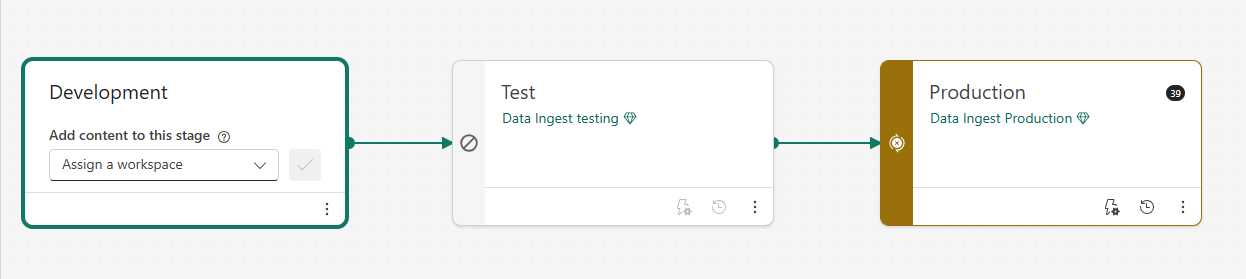 Development
Add content to this stage
Assign a workspace
Test
Data Ingest testing
Production
39
Data Ingest Production